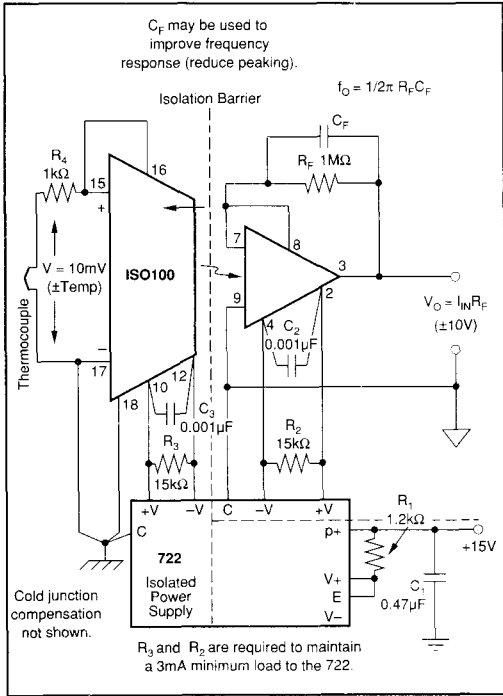 C_F may be used to
improve frequency
response (reduce peaking).
f_O = 1/2π R_F C_F
Isolation Barrier
C_F
R_F 1MΩ
R_4
1kΩ
15
16
+
7
8
3
V = 10mV
(±Temp)
ISO100
9
4
2
V_O = I_IN R_F
(±10V)
C_2
0.001µF
Thermocouple
−
17
18
10
12
C_3
0.001µF
R_3
15kΩ
R_2
15kΩ
+V
−V
C
−V
+V
C
722
Isolated
Power
Supply
P+
V+
E
V−
R_1
1.2kΩ
+15V
C_1
0.47µF
Cold junction
compensation
not shown.
R_3 and R_2 are required to maintain
a 3mA minimum load to the 722.